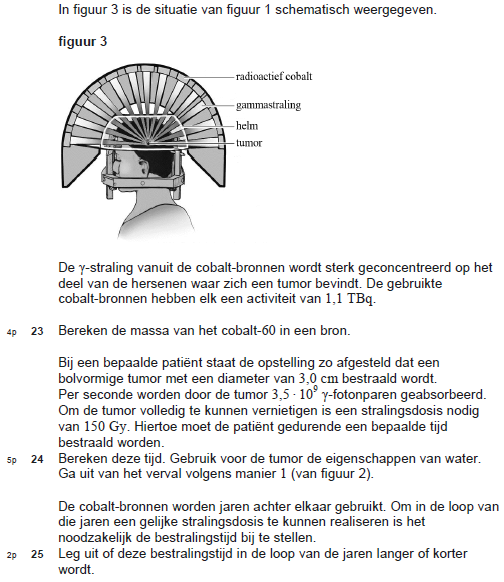 In figuur 3 is de situatie van figuur 1 schematisch weergegeven.
figuur 3
radioactief cobalt
gammastraling
helm
tumor
De γ-straling vanuit de cobalt-bronnen wordt sterk geconcentreerd op het
deel van de hersenen waar zich een tumor bevindt. De gebruikte
cobalt-bronnen hebben elk een activiteit van 1,1 TBq.
4p 23 Bereken de massa van het cobalt-60 in een bron.
Bij een bepaalde patiënt staat de opstelling zo afgesteld dat een
bolvormige tumor met een diameter van 3,0 cm bestraald wordt.
Per seconde worden door de tumor 3,5 · 10⁹ γ-fotonparen geabsorbeerd.
Om de tumor volledig te kunnen vernietigen is een stralingsdosis nodig
van 150 Gy. Hiertoe moet de patiënt gedurende een bepaalde tijd
bestraald worden.
5p 24 Bereken deze tijd. Gebruik voor de tumor de eigenschappen van water.
Ga uit van het verval volgens manier 1 (van figuur 2).
De cobalt-bronnen worden jaren achter elkaar gebruikt. Om in de loop van
die jaren een gelijke stralingsdosis te kunnen realiseren is het
noodzakelijk de bestralingstijd bij te stellen.
2p 25 Leg uit of deze bestralingstijd in de loop van de jaren langer of korter
wordt.